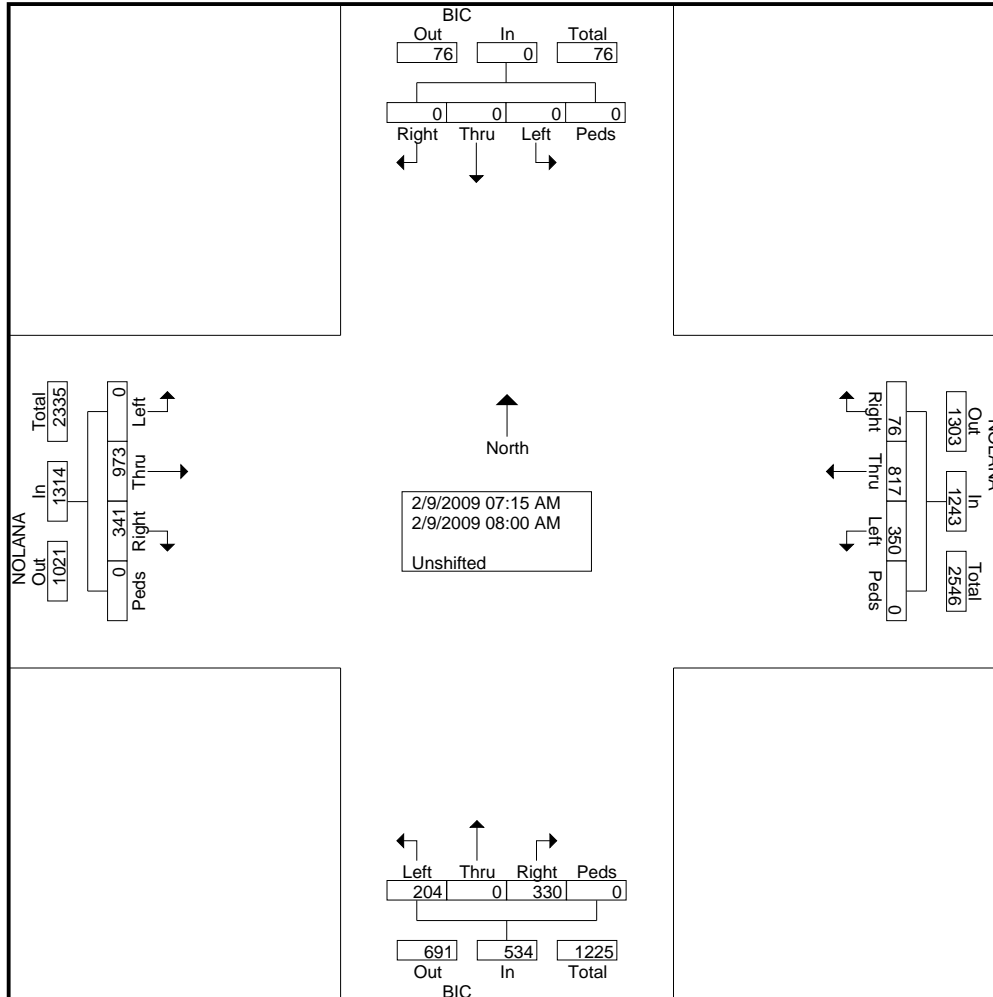 BIC
Out In Total
76 0 76
0 0 0 0
Right Thru Left Peds
NOLANA
Out In Total
1021 1314 2335
Left Thru Right Peds
0 973 341 0
North
2/9/2009 07:15 AM
2/9/2009 08:00 AM
Unshifted
Right Thru Left Peds
76 817 350 0
Out In Total
1303 1243 2546
NOLANA
Left Thru Right Peds
204 0 330 0
691 534 1225
Out In Total
BIC